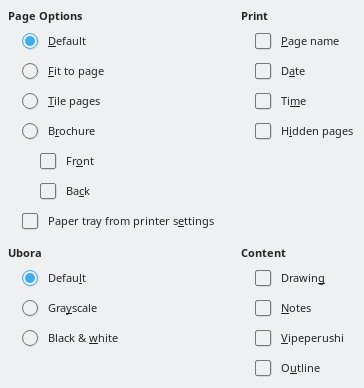 Page Options
Default
Fit to page
Tile pages
Brochure
Front
Back
Paper tray from printer settings
Print
Page name
Date
Time
Hidden pages
Ubora
Default
Grayscale
Black & white
Content
Drawing
Notes
Vipeperushi
Outline